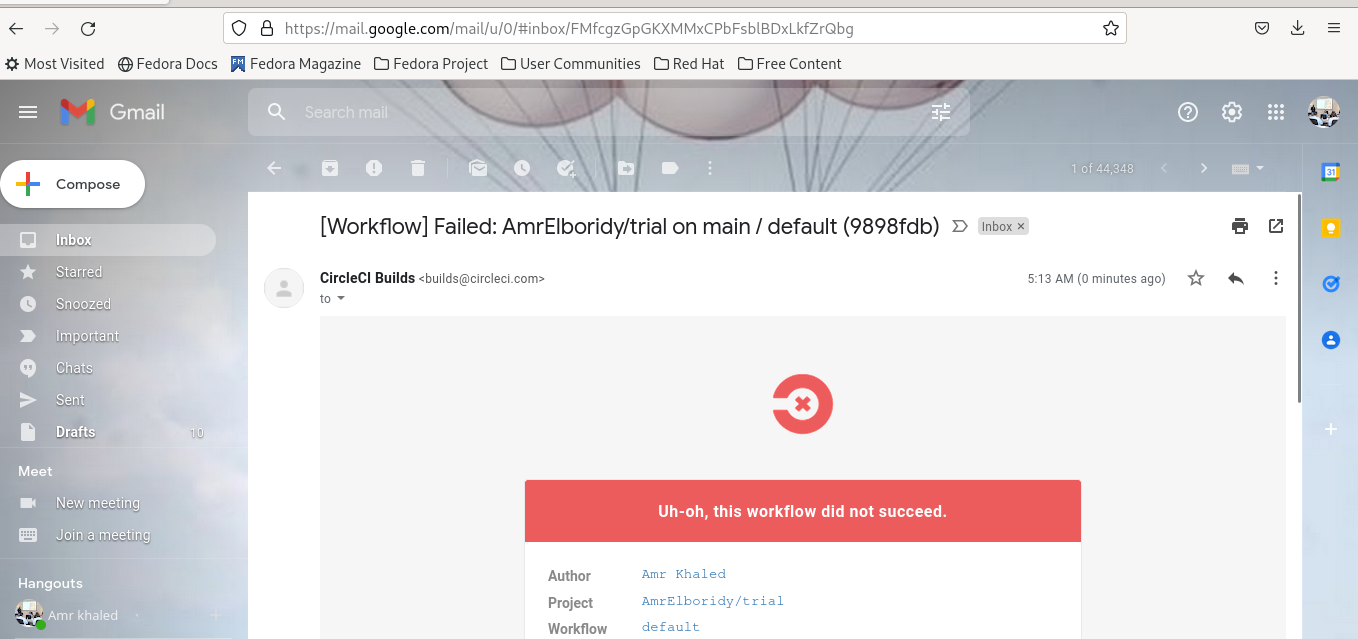 https://mail.google.com/mail/u/0/#inbox/FMfcgzGpGKXMMxCPbFsblBDxLkfZrQbg
Most Visited Fedora Docs FM Fedora Magazine Fedora Project User Communities Red Hat Free Content
Gmail
Search mail
Compose
1 of 44,348
31
Inbox
Starred
Snoozed
Important
Chats
Sent
Drafts 10
Meet
New meeting
Join a meeting
Hangouts
Amr khaled
[Workflow] Failed: AmrElboridy/trial on main / default (9898fdb) Inbox ×
CircleCI Builds <builds@circleci.com> 5:13 AM (0 minutes ago)
to
Uh-oh, this workflow did not succeed.
Author Amr Khaled
Project AmrElboridy/trial
Workflow default